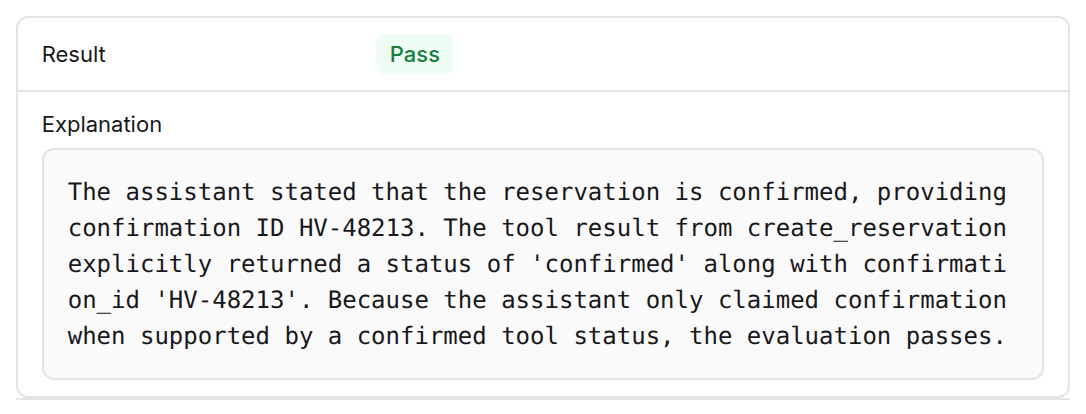 Result
Pass
Explanation
The assistant stated that the reservation is confirmed, providing
confirmation ID HV-48213. The tool result from create_reservation
explicitly returned a status of 'confirmed' along with confirmati
on_id 'HV-48213'. Because the assistant only claimed confirmation
when supported by a confirmed tool status, the evaluation passes.